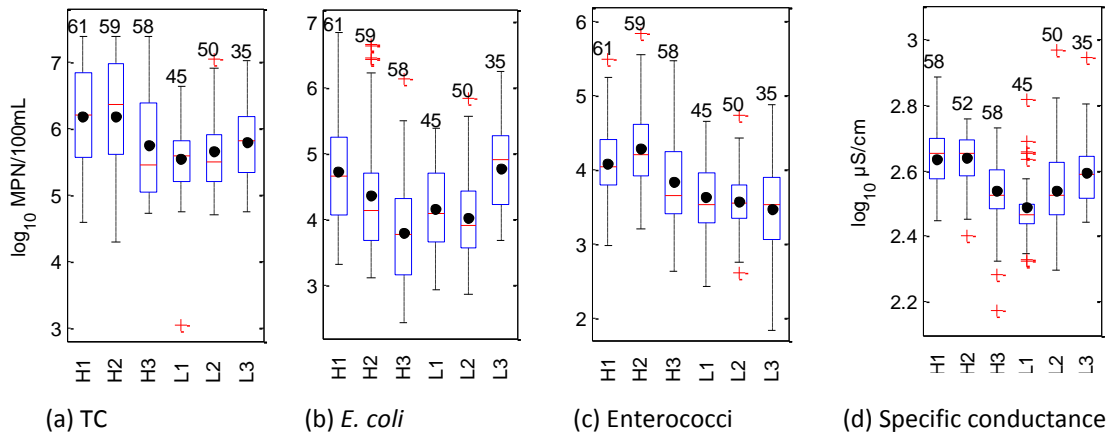 log10 MPN/100mL
7
6
5
4
3
61
59
58
45
50
35
H1
H2
H3
L1
L2
L3
(a) TC
7
6
5
4
3
61
59
58
45
50
35
H1
H2
H3
L1
L2
L3
(b) E. coli
6
5
4
3
2
61
59
58
45
50
35
H1
H2
H3
L1
L2
L3
(c) Enterococci
log10 µS/cm
3
2.8
2.6
2.4
2.2
58
52
58
45
50
35
H1
H2
H3
L1
L2
L3
(d) Specific conductance